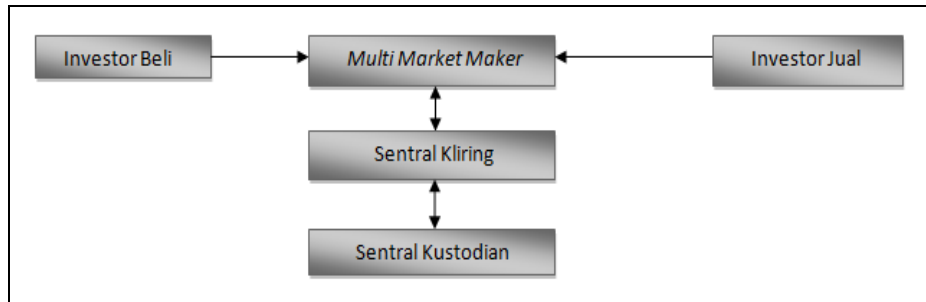 Investor Beli
Multi Market Maker
Investor Jual
Sentral Kliring
Sentral Kustodian